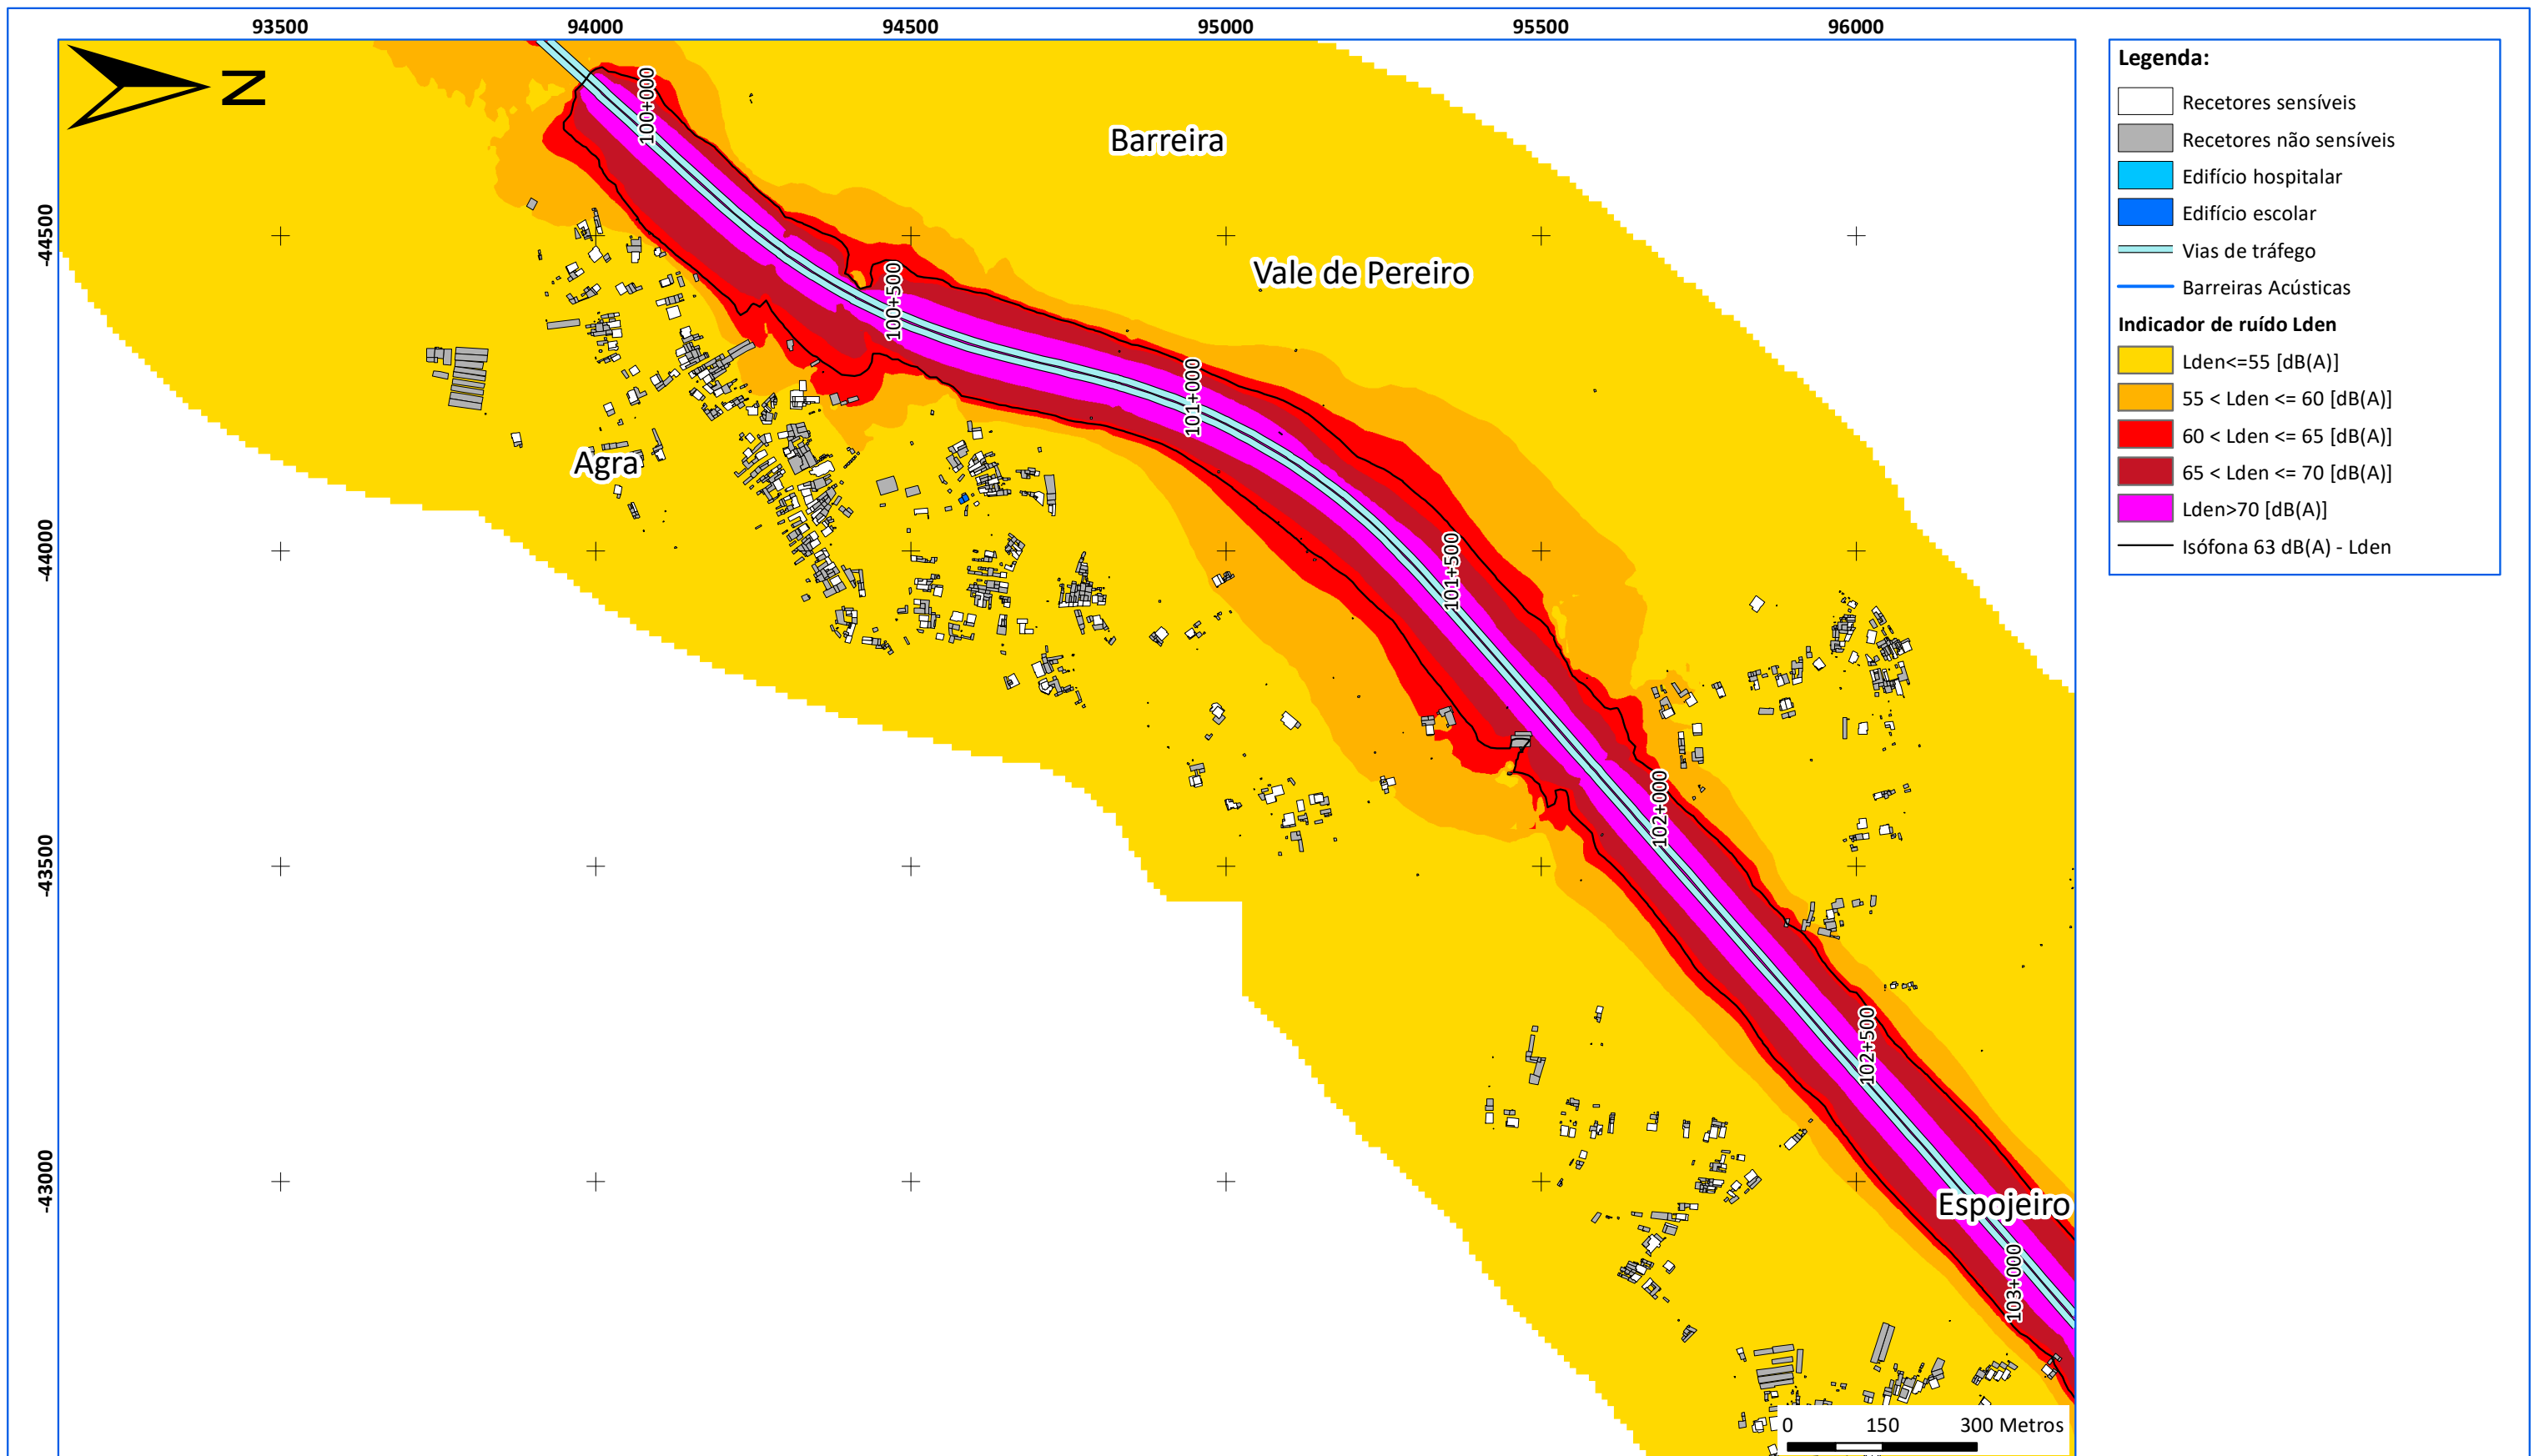 93500 94000 94500 95000 95500 96000
N
-44500
-44000
-43500
-43000
100+000
100+500
101+000
101+500
102+000
102+500
103+000
Barreira
Vale de Pereiro
Agra
Espojeiro
0 150 300 Metros
Legenda:
Recetores sensíveis
Recetores não sensíveis
Edifício hospitalar
Edifício escolar
Vias de tráfego
Barreiras Acústicas
Indicador de ruído Lden
Lden<=55 [dB(A)]
55 < Lden <= 60 [dB(A)]
60 < Lden <= 65 [dB(A)]
65 < Lden <= 70 [dB(A)]
Lden>70 [dB(A)]
Isófona 63 dB(A) - Lden